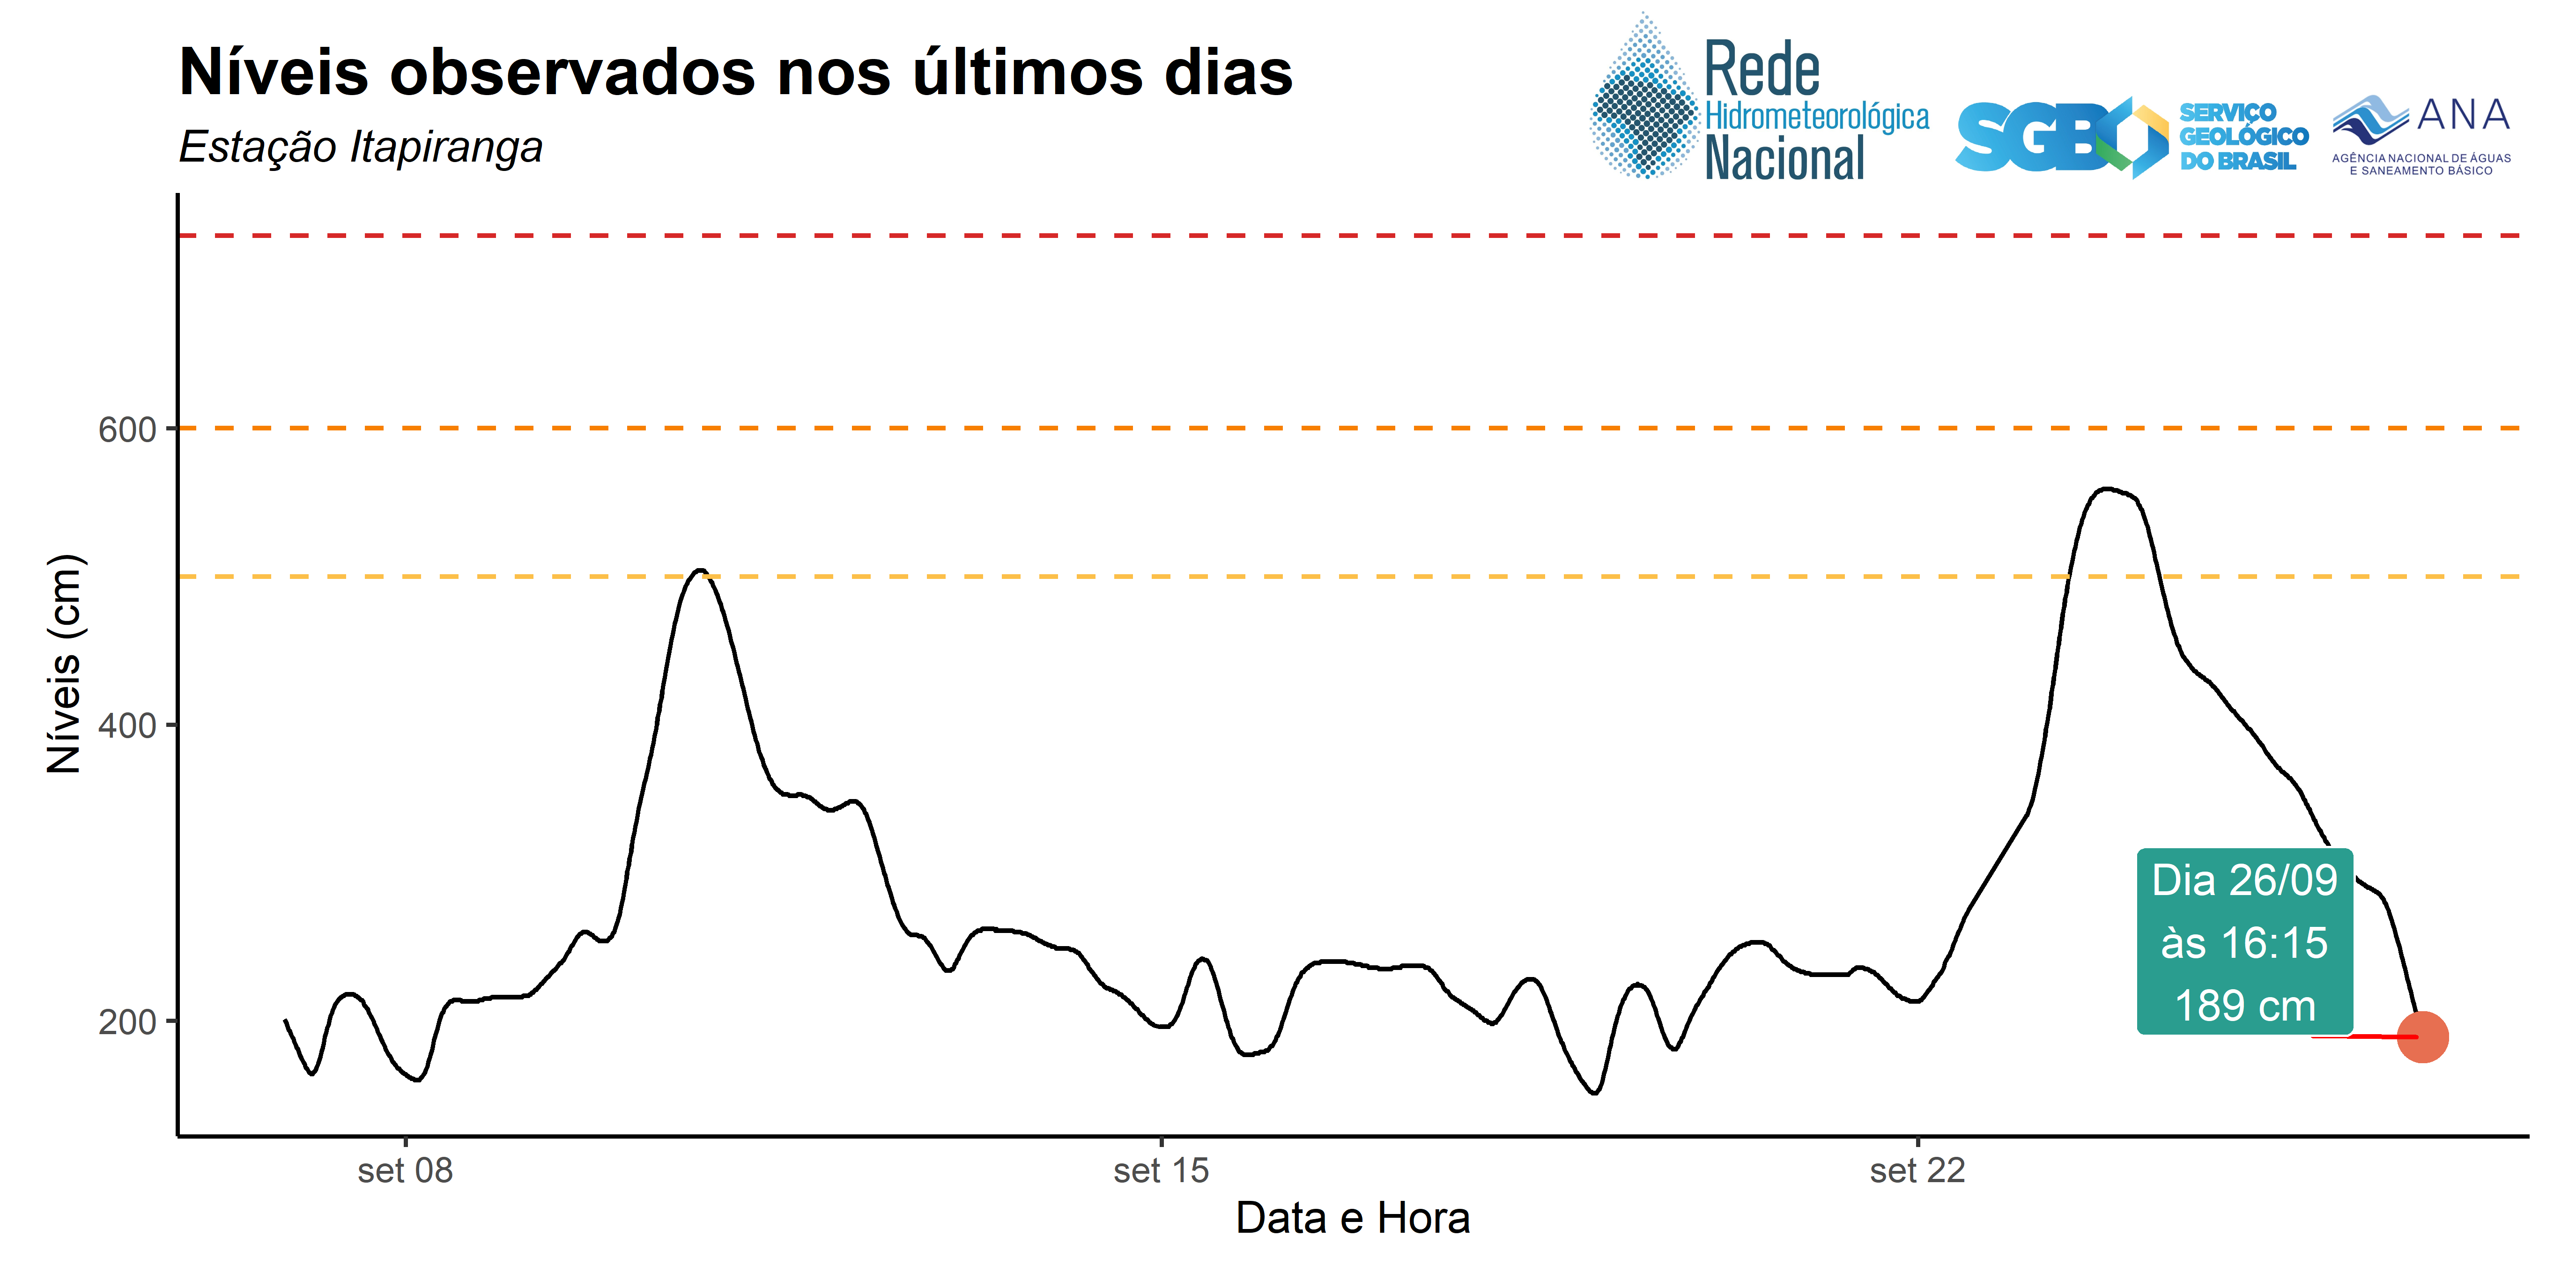 Níveis observados nos últimos dias
Estação Itapiranga
Rede
Hidrometeorológica
Nacional
SGB
SERVIÇO
GEOLÓGICO
DO BRASIL
ANA
AGÊNCIA NACIONAL DE ÁGUAS
E SANEAMENTO BÁSICO
Níveis (cm)
600
400
200
Dia 26/09
às 16:15
189 cm
set 08
set 15
set 22
Data e Hora